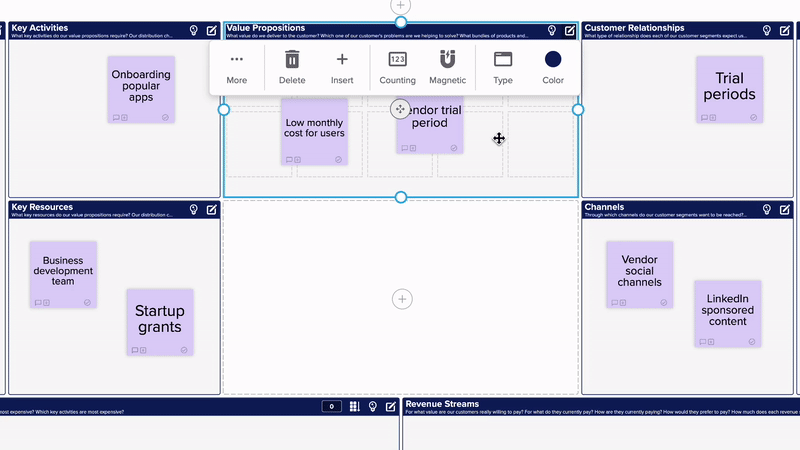 Key Activities
What key activities do our value propositions require? Our distribution ch...
Value Propositions
What value do we deliver to the customer? Which one of our customer's problems are we helping to solve? What bundles of products and...
Customer Relationships
What type of relationship does each of our customer segments expect us...
More
Delete
Insert
123
Counting
Magnetic
Type
Color
Onboarding
popular
apps
Low monthly
cost for users
endor trial
period
Trial
periods
Key Resources
What key resources do our value propositions require? Our distribution c...
Channels
Through which channels do our customer segments want to be reached?...
Business
development
team
Startup
grants
Vendor
social
channels
LinkedIn
sponsored
content
most expensive? Which key activities are most expensive?
0
Revenue Streams
For what value are our customers really willing to pay? For what do they currently pay? How are they currently paying? How would they prefer to pay? How much does each revenue